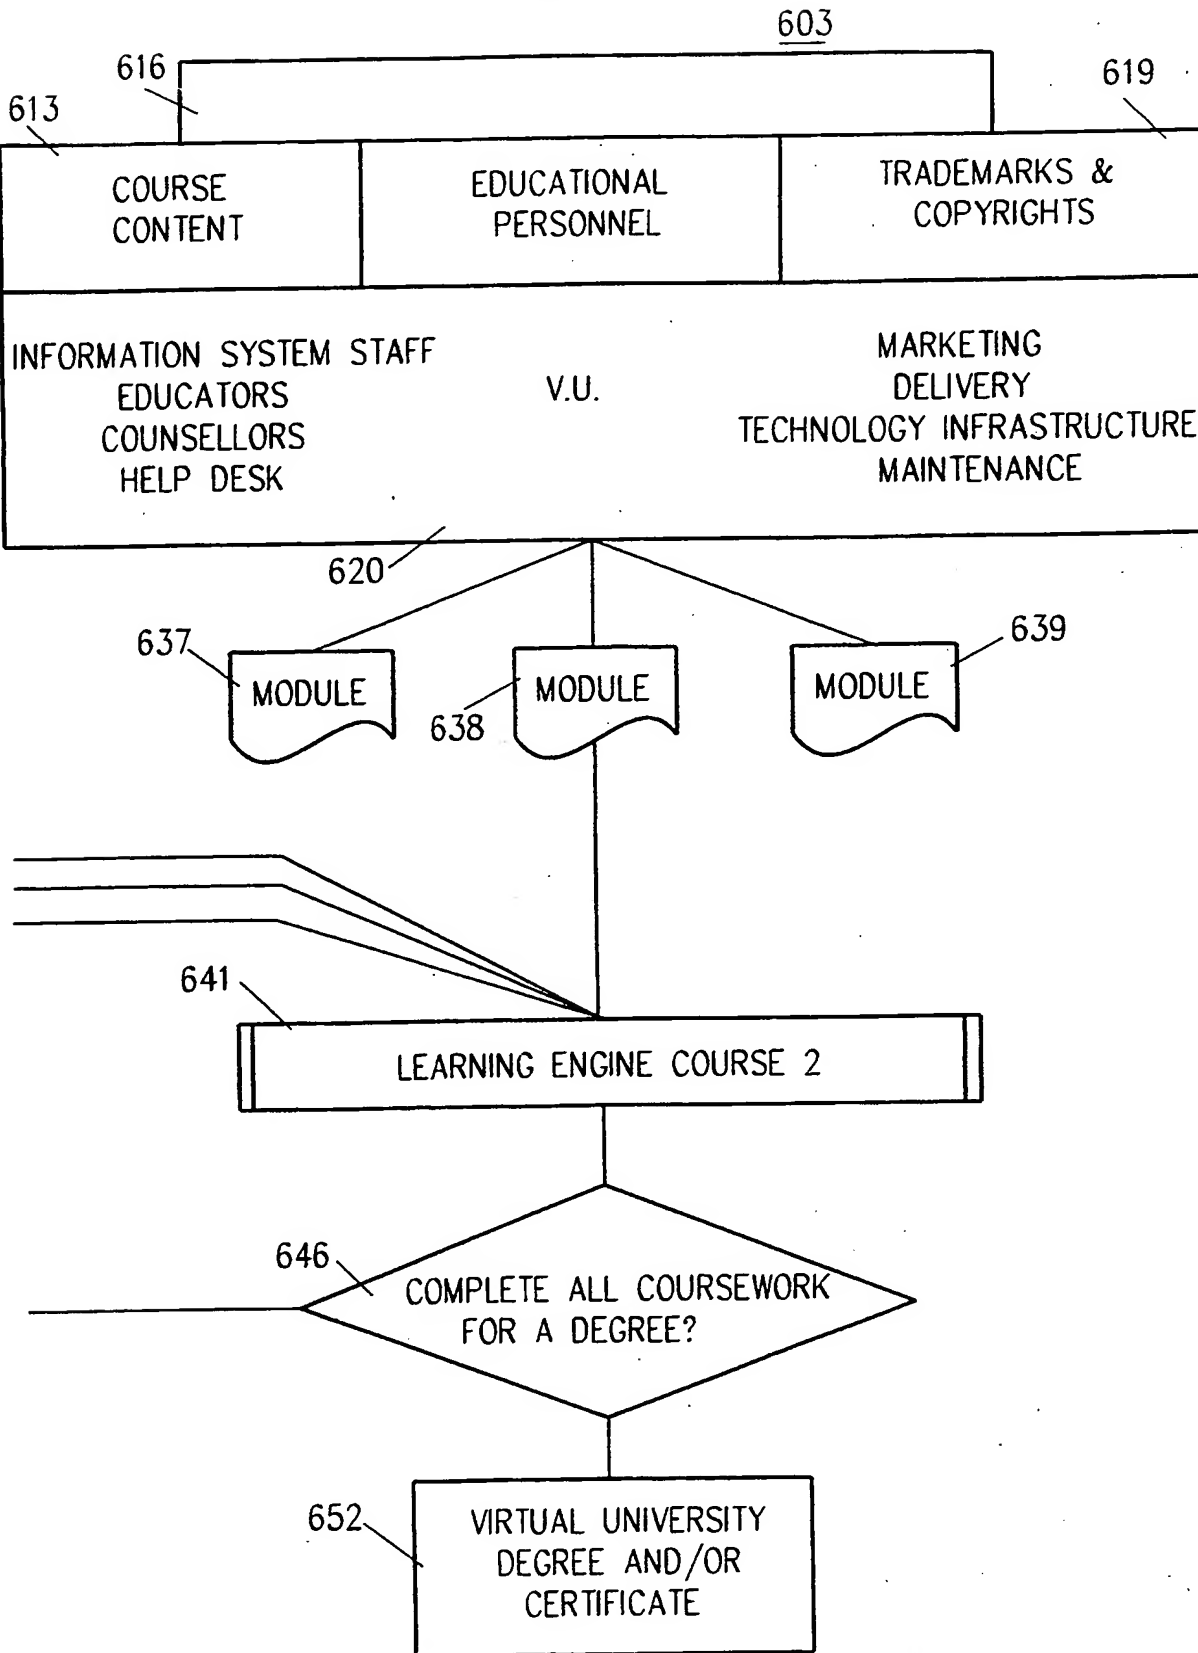 603
616
619
613
COURSE
CONTENT
EDUCATIONAL
PERSONNEL
TRADEMARKS &
COPYRIGHTS
INFORMATION SYSTEM STAFF
EDUCATORS
COUNSELLORS
HELP DESK
V.U.
MARKETING
DELIVERY
TECHNOLOGY INFRASTRUCTURE
MAINTENANCE
620
637
MODULE
638
MODULE
639
MODULE
641
LEARNING ENGINE COURSE 2
646
COMPLETE ALL COURSEWORK
FOR A DEGREE?
652
VIRTUAL UNIVERSITY
DEGREE AND/OR
CERTIFICATE